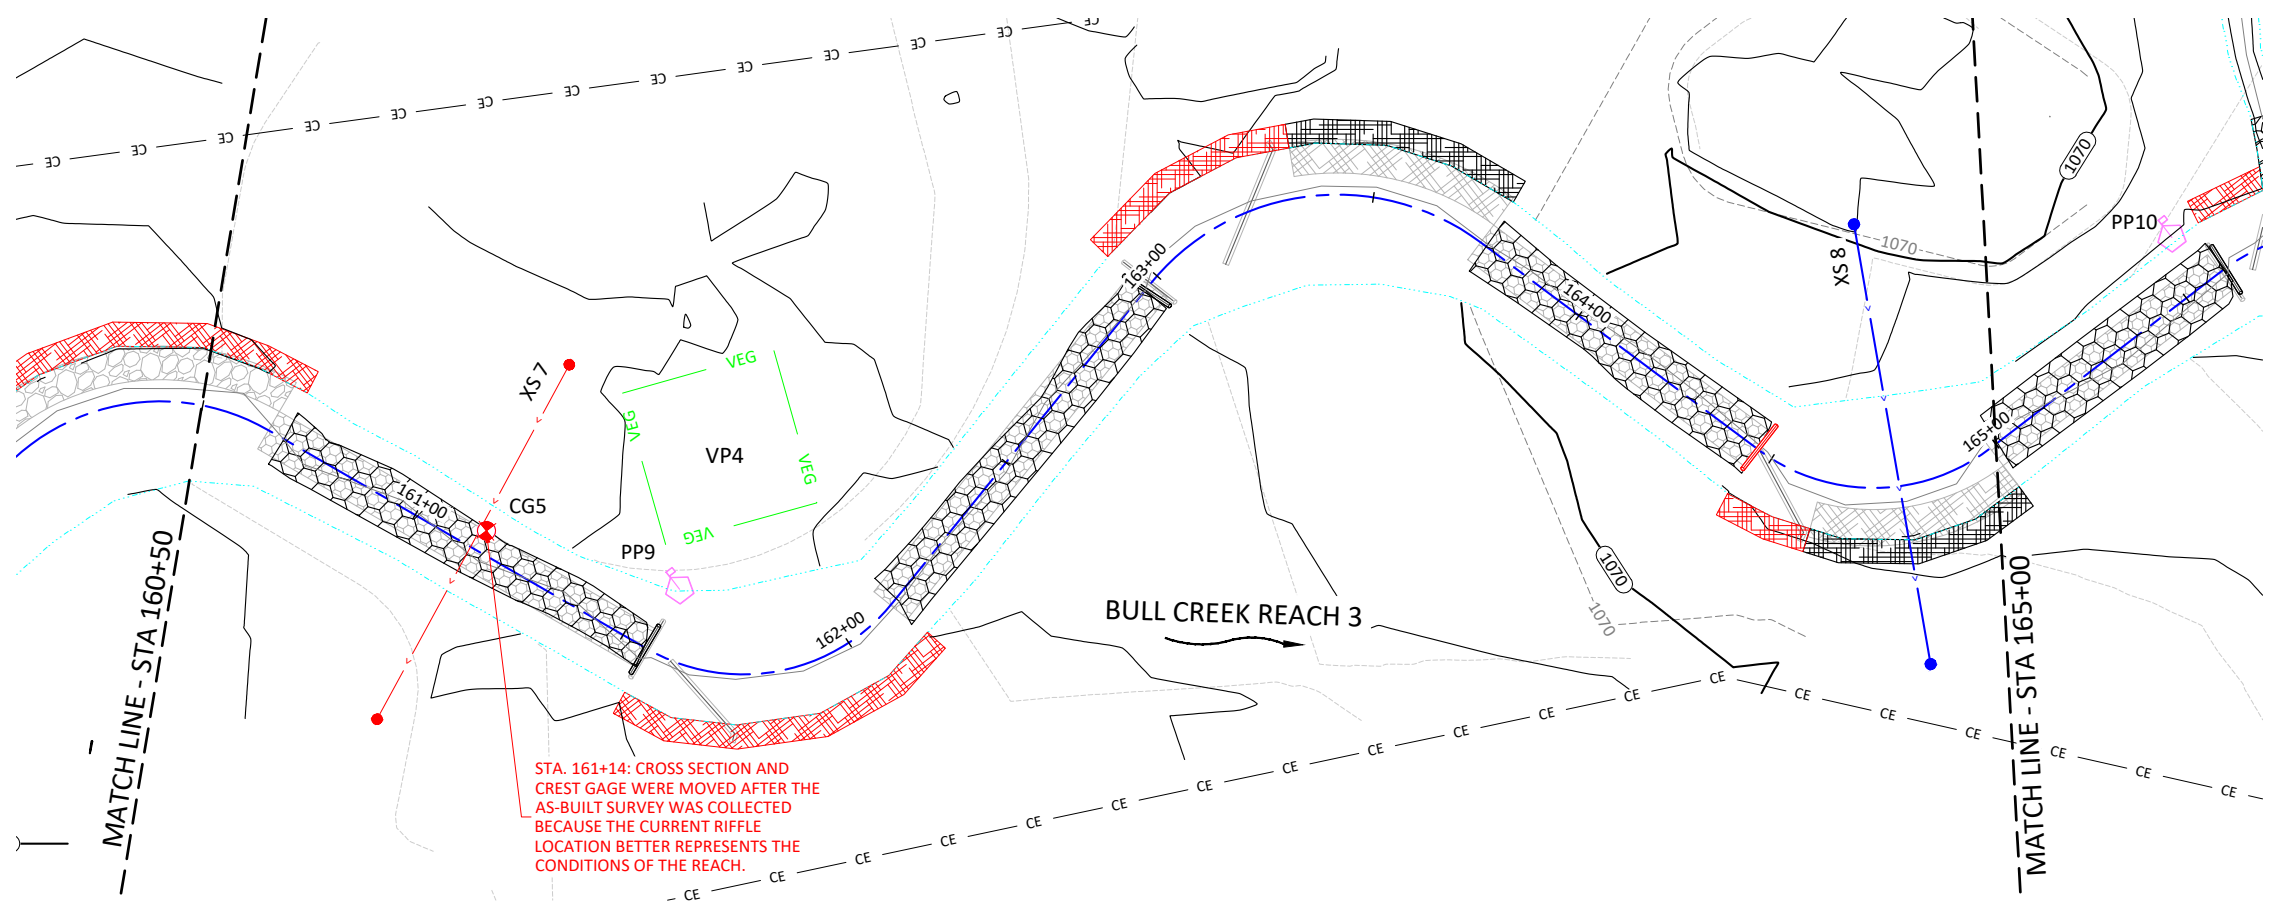 CE CE CE CE CE CE CE CE CE CE CE CE CE
1070
PP10
1070
XS 8
163+00
164+00
VEG
XS 7
VEG
165+00
VP4
VEG
161+00
CG5
VEG
PP9
1070
1070
162+00
BULL CREEK REACH 3
MATCH LINE - STA 160+50
MATCH LINE - STA 165+00
STA. 161+14: CROSS SECTION AND
CREST GAGE WERE MOVED AFTER THE
AS-BUILT SURVEY WAS COLLECTED
BECAUSE THE CURRENT RIFFLE
LOCATION BETTER REPRESENTS THE
CONDITIONS OF THE REACH.
CE CE CE CE CE CE CE CE CE CE CE CE CE CE CE CE CE CE CE